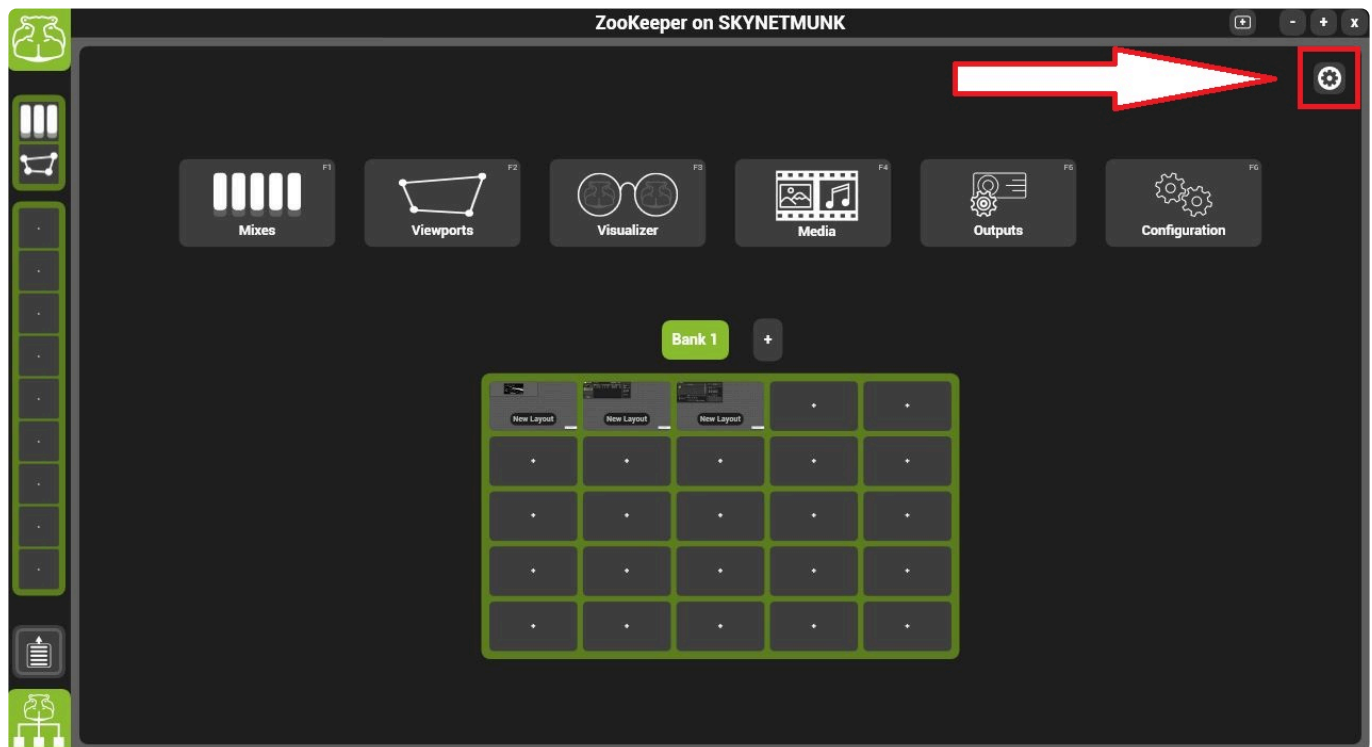 ZooKeeper on SKYNETMUNK
- + x
F1
F2
F3
F4
F5
F6
Mixes
Viewports
Visualizer
Media
Outputs
Configuration
Bank 1 +
New Layout New Layout New Layout + +
+ + + + +
+ + + + +
+ + + + +
+ + + + +